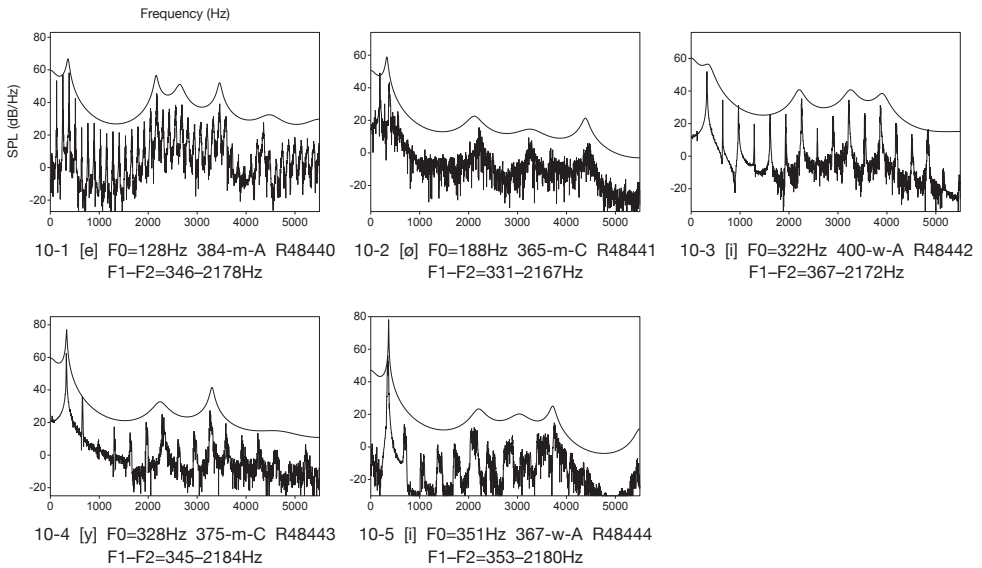 Frequency (Hz)
SPL (dB/Hz)
80
60
40
20
0
-20
0 1000 2000 3000 4000 5000
60
40
20
0
-20
0 1000 2000 3000 4000 5000
60
40
20
0
-20
0 1000 2000 3000 4000 5000
10-1 [e] F0=128Hz 384-m-A R48440
F1–F2=346–2178Hz
10-2 [ø] F0=188Hz 365-m-C R48441
F1–F2=331–2167Hz
10-3 [i] F0=322Hz 400-w-A R48442
F1–F2=367–2172Hz
80
60
40
20
0
-20
0 1000 2000 3000 4000 5000
80
60
40
20
0
-20
0 1000 2000 3000 4000 5000
10-4 [y] F0=328Hz 375-m-C R48443
F1–F2=345–2184Hz
10-5 [i] F0=351Hz 367-w-A R48444
F1–F2=353–2180Hz